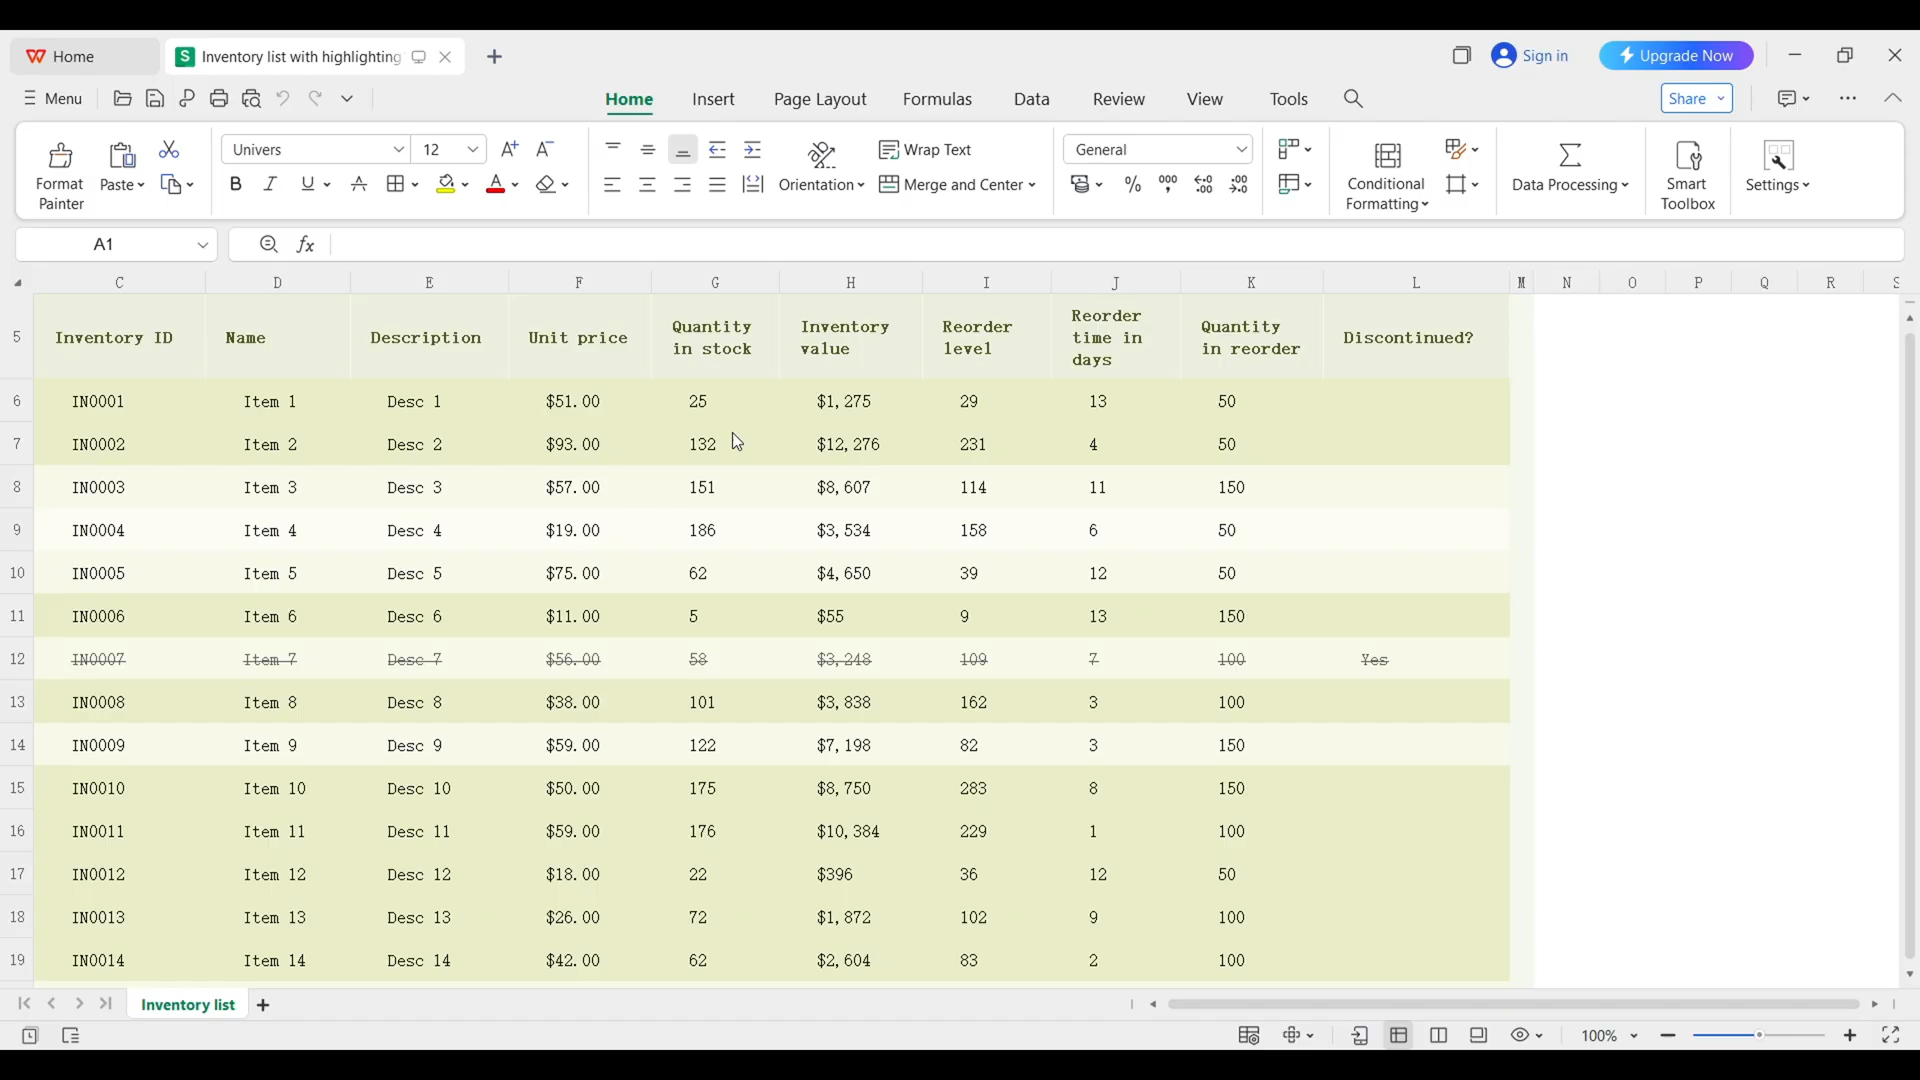 Home
Inventory list with highlighting
Sign in
Upgrade Now
Menu
Home
Insert
Page Layout
Formulas
Data
Review
View
Tools
Share
Format Painter
Paste
Univers
12
Orientation
Wrap Text
Merge and Center
General
Conditional Formatting
Data Processing
Smart Toolbox
Settings
A1
fx
C D E F G H I J K L M N O P Q R S
5 Inventory ID Name Description Unit price Quantity in stock Inventory value Reorder level Reorder time in days Quantity in reorder Discontinued?
6 IN0001 Item 1 Desc 1 $51.00 25 $1,275 29 13 50
7 IN0002 Item 2 Desc 2 $93.00 132 $12,276 231 4 50
8 IN0003 Item 3 Desc 3 $57.00 151 $8,607 114 11 150
9 IN0004 Item 4 Desc 4 $19.00 186 $3,534 158 6 50
10 IN0005 Item 5 Desc 5 $75.00 62 $4,650 39 12 50
11 IN0006 Item 6 Desc 6 $11.00 5 $55 9 13 150
12 IN0007 Item 7 Desc 7 $56.00 58 $3,248 109 7 100 Yes
13 IN0008 Item 8 Desc 8 $38.00 101 $3,838 162 3 100
14 IN0009 Item 9 Desc 9 $59.00 122 $7,198 82 3 150
15 IN0010 Item 10 Desc 10 $50.00 175 $8,750 283 8 150
16 IN0011 Item 11 Desc 11 $59.00 176 $10,384 229 1 100
17 IN0012 Item 12 Desc 12 $18.00 22 $396 36 12 50
18 IN0013 Item 13 Desc 13 $26.00 72 $1,872 102 9 100
19 IN0014 Item 14 Desc 14 $42.00 62 $2,604 83 2 100
Inventory list
100%